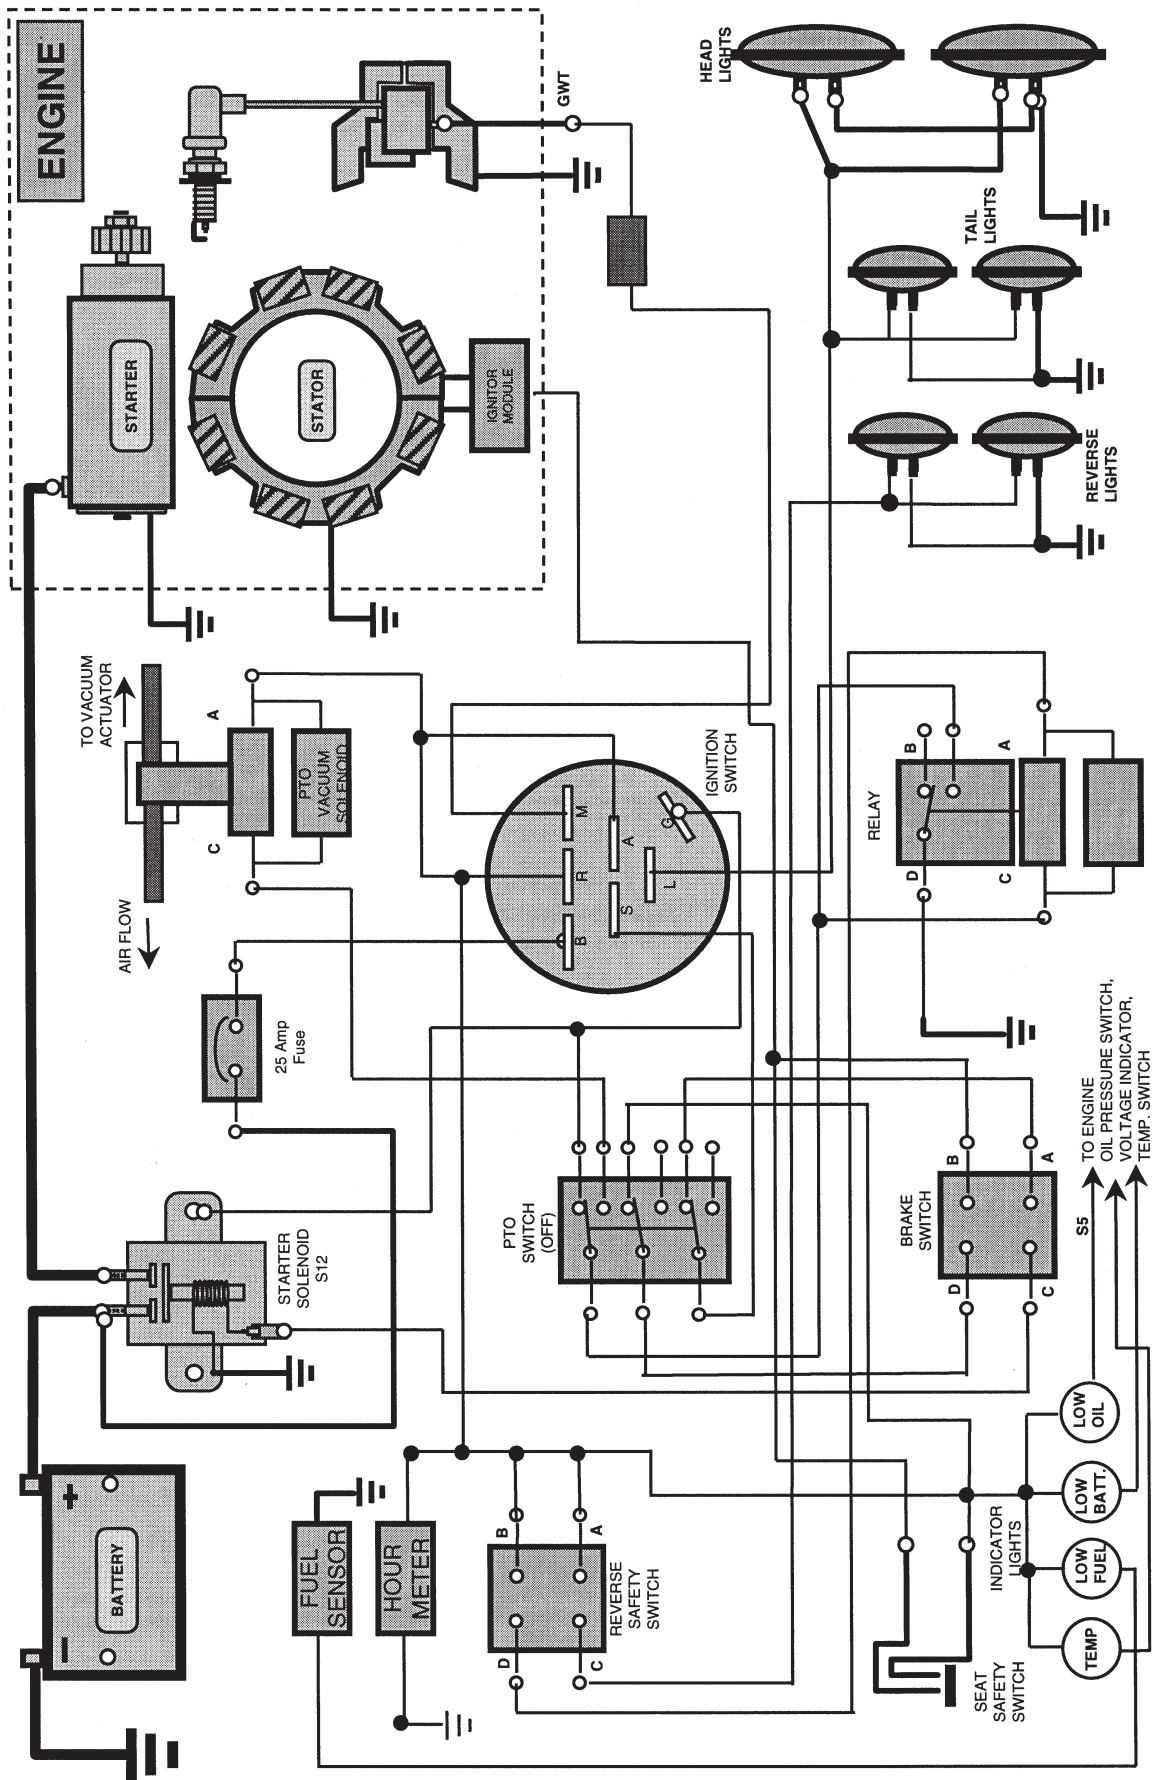 ENGINE
HEAD
LIGHTS
GWT
TAIL
LIGHTS
STARTER
STATOR
IGNITOR
MODULE
REVERSE
LIGHTS
TO VACUUM
ACTUATOR
A
C
PTO
VACUUM
SOLENOID
AIR FLOW
IGNITION
SWITCH
M
G
R
A
L
B
S
RELAY
B
A
D
C
25 Amp
Fuse
TO ENGINE
OIL PRESSURE SWITCH,
VOLTAGE INDICATOR,
TEMP. SWITCH
S5
STARTER
SOLENOID
S12
PTO
SWITCH
(OFF)
BRAKE
SWITCH
B
A
D
C
+
BATTERY
–
FUEL
SENSOR
HOUR
METER
B
A
D
C
REVERSE
SAFETY
SWITCH
LOW
OIL
LOW
BATT.
LOW
FUEL
TEMP
INDICATOR
LIGHTS
SEAT
SAFETY
SWITCH